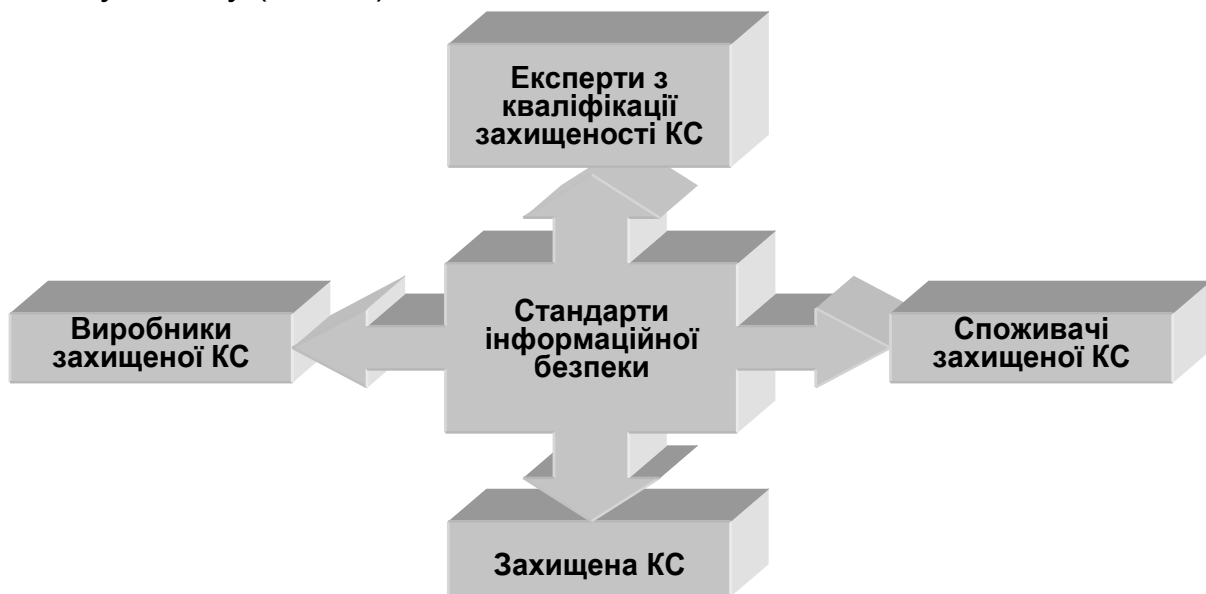 Експерти з
кваліфікації
захищеності КС
Виробники
захищеної КС
Стандарти
інформаційної
безпеки
Споживачі
захищеної КС
Захищена КС